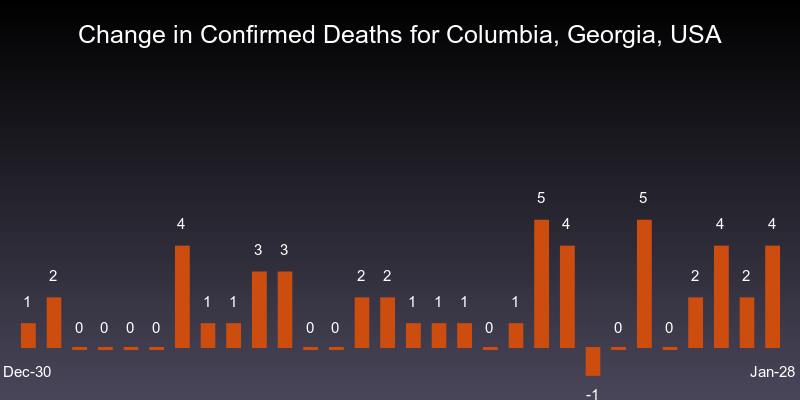 Change in Confirmed Deaths for Columbia, Georgia, USA
5 5
4 4 4 4
3 3
2 2 2 2 2
1 1 1 1 1 1 1
0 0 0 0 0 0 0 0 0
Dec-30 Jan-28
-1